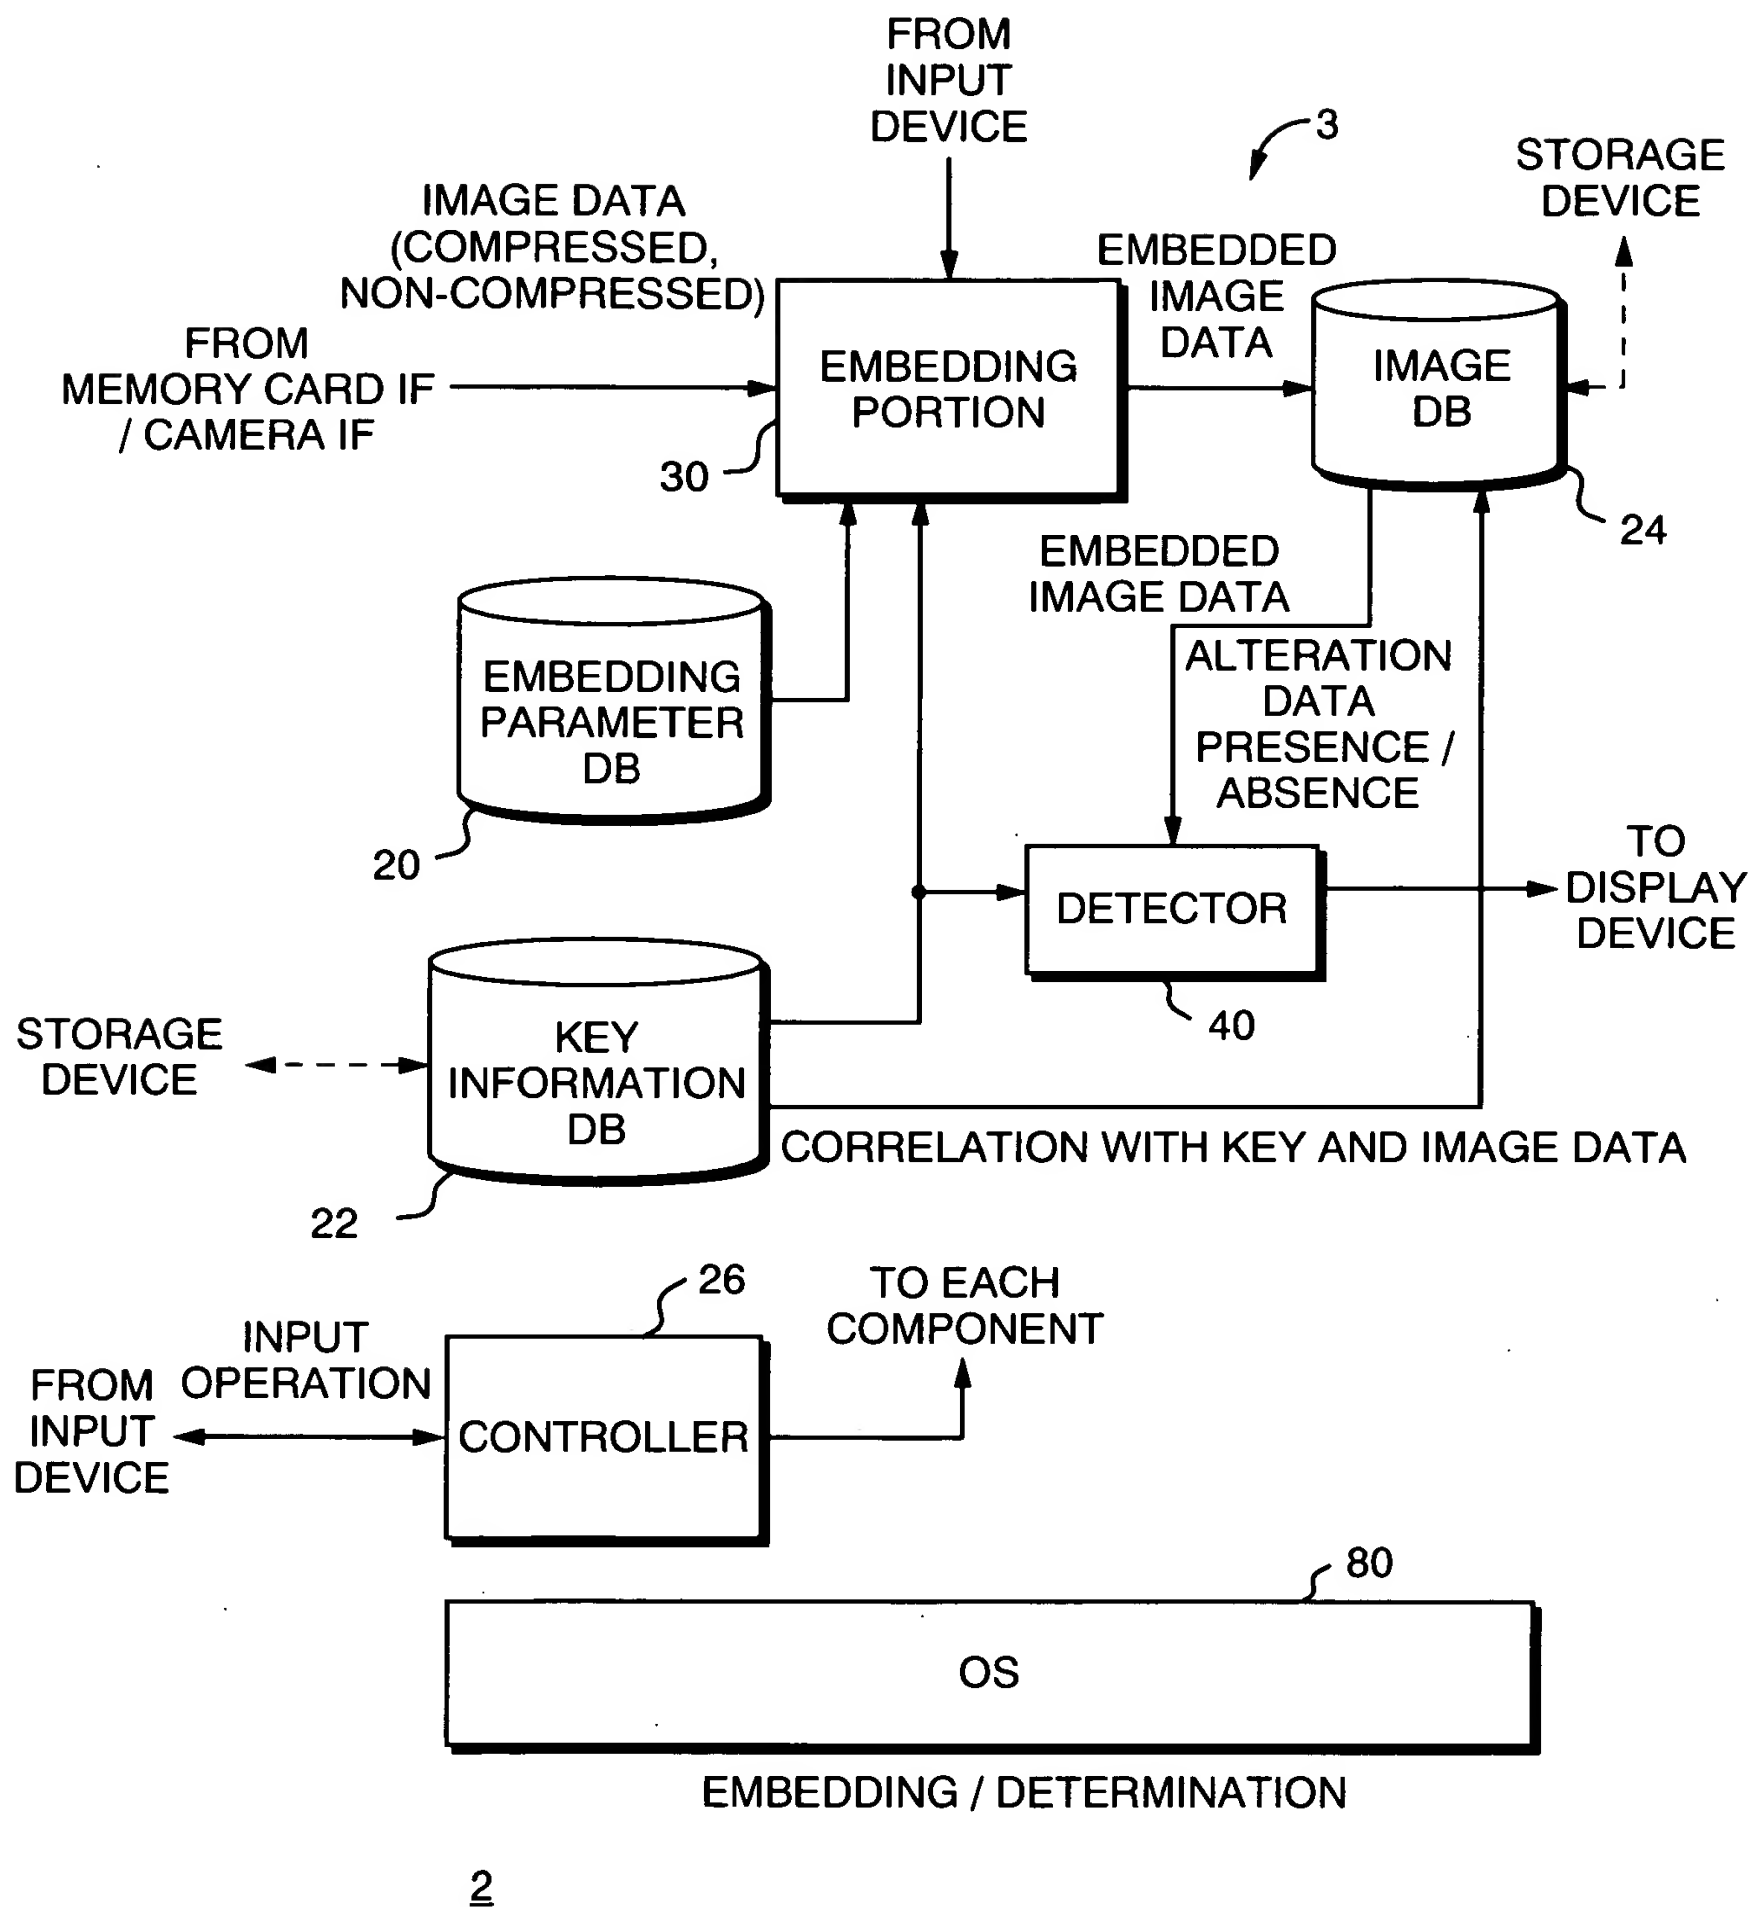 FROM
INPUT
DEVICE
3
STORAGE
DEVICE
IMAGE DATA
(COMPRESSED,
NON-COMPRESSED)
EMBEDDED
IMAGE
DATA
FROM
MEMORY CARD IF
/ CAMERA IF
EMBEDDING
PORTION
IMAGE
DB
30
24
EMBEDDED
IMAGE DATA
EMBEDDING
PARAMETER
DB
ALTERATION
DATA
PRESENCE /
ABSENCE
20
TO
DISPLAY
DEVICE
DETECTOR
40
STORAGE
DEVICE
KEY
INFORMATION
DB
CORRELATION WITH KEY AND IMAGE DATA
22
26
TO EACH
COMPONENT
INPUT
OPERATION
FROM
INPUT
DEVICE
CONTROLLER
80
OS
EMBEDDING / DETERMINATION
2